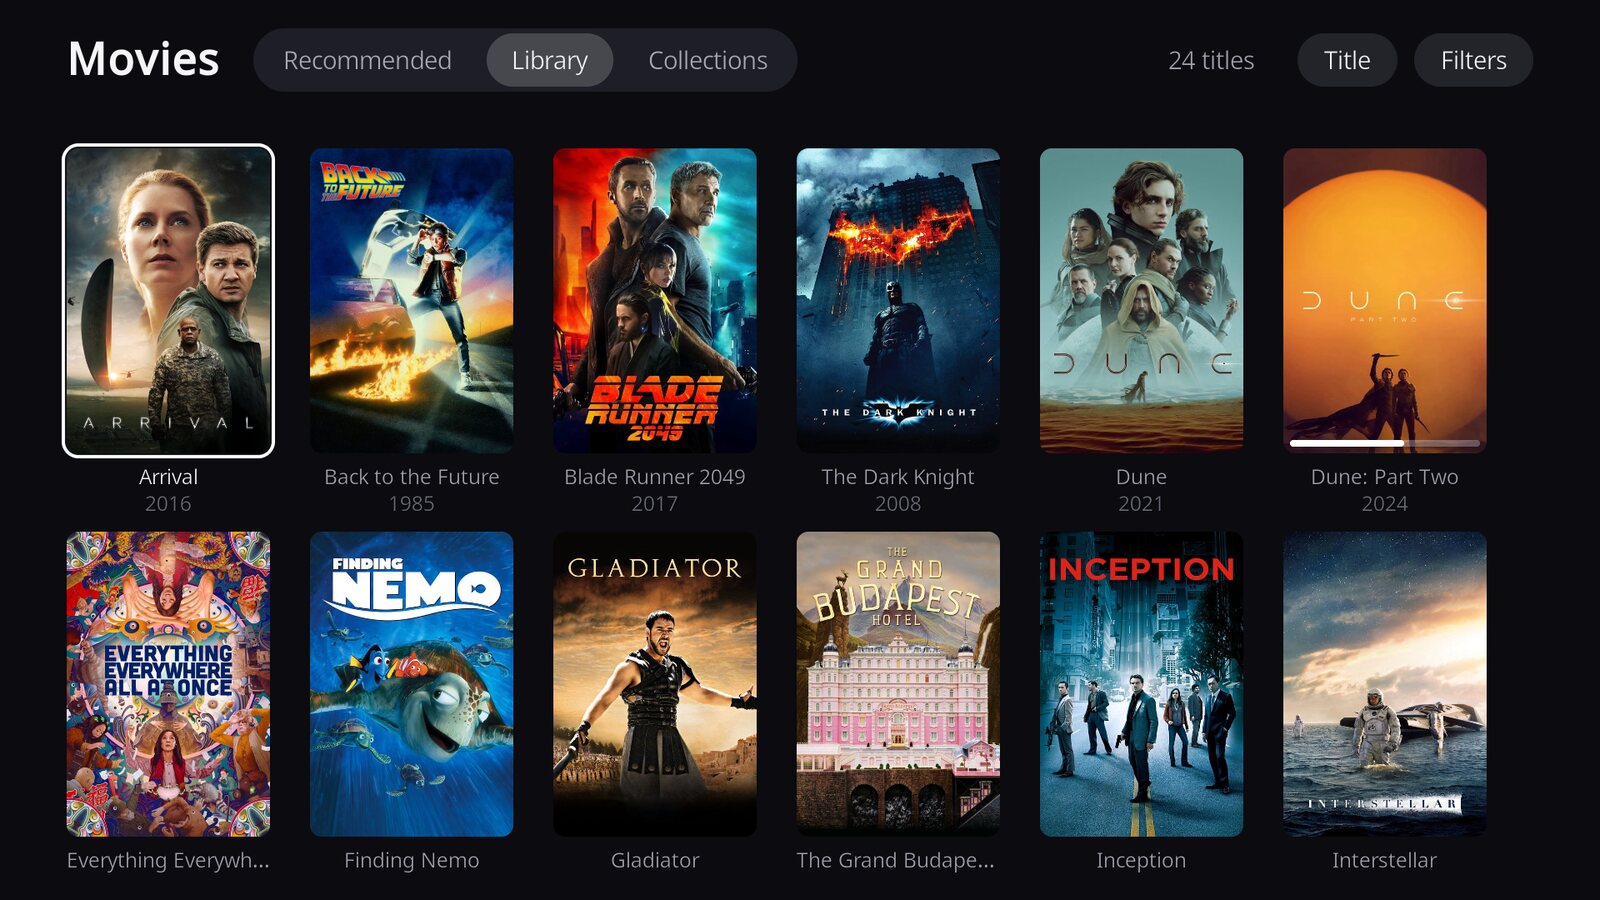 Movies
Recommended
Library
Collections
24 titles
Title
Filters
ARRIVAL
BACK
TO THE
FUTURE
BLADE
RUNNER
2049
THE DARK KNIGHT
DUNE
DUNE
PART TWO
Arrival
Back to the Future
Blade Runner 2049
The Dark Knight
Dune
Dune: Part Two
2016
1985
2017
2008
2021
2024
EVERYTHING
EVERYWHERE
ALL AT ONCE
FINDING
NEMO
GLADIATOR
THE
GRAND
BUDAPEST
HOTEL
INCEPTION
INTERSTELLAR
Everything Everywh...
Finding Nemo
Gladiator
The Grand Budape...
Inception
Interstellar